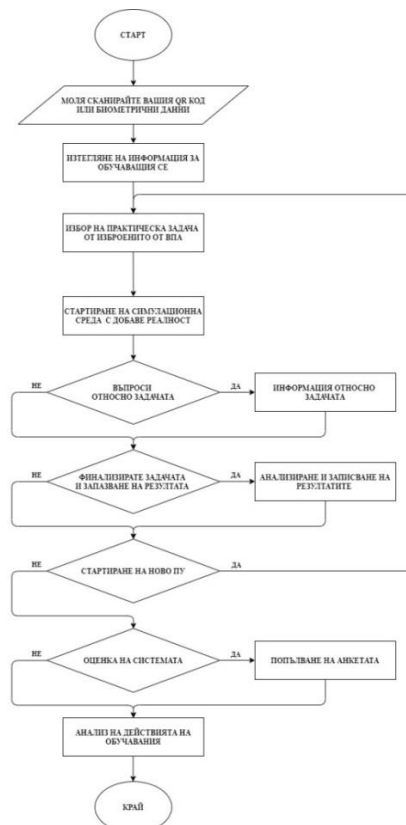 СТАРТ
МОЛЯ СКАНИРАЙТЕ ВАШИЯ QR КОД
ИЛИ БИОМЕТРИЧНИ ДАННИ
ИЗТЕГЛЯНЕ НА ИНФОРМАЦИЯ ЗА
ОБУЧАВАЩИЯ СЕ
ИЗБОР НА ПРАКТИЧЕСКА ЗАДАЧА
ОТ ИЗБРОЕНИТО ОТ ВПА
СТАРТИРАНЕ НА СИМУЛАЦИОННА
СРЕДА С ДОБАВЕ РЕАЛНОСТ
НЕ
ВЪПРОСИ
ОТНОСНО ЗАДАЧАТА
ДА
ИНФОРМАЦИЯ ОТНОСНО
ЗАДАЧАТА
НЕ
ФИНАЛИЗИРАТЕ ЗАДАЧАТА
И ЗАПАЗВАНЕ НА РЕЗУЛТАТА
ДА
АНАЛИЗИРАНЕ И ЗАПИСВАНЕ НА
РЕЗУЛТАТИТЕ
НЕ
СТАРТИРАНЕ НА НОВО ПУ
ДА
НЕ
ОЦЕНКА НА СИСТЕМАТА
ДА
ПОПЪЛВАНЕ НА АНКЕТАТА
АНАЛИЗ НА ДЕЙСТВИЯТА НА
ОБУЧАВАНИЯ
КРАЙ